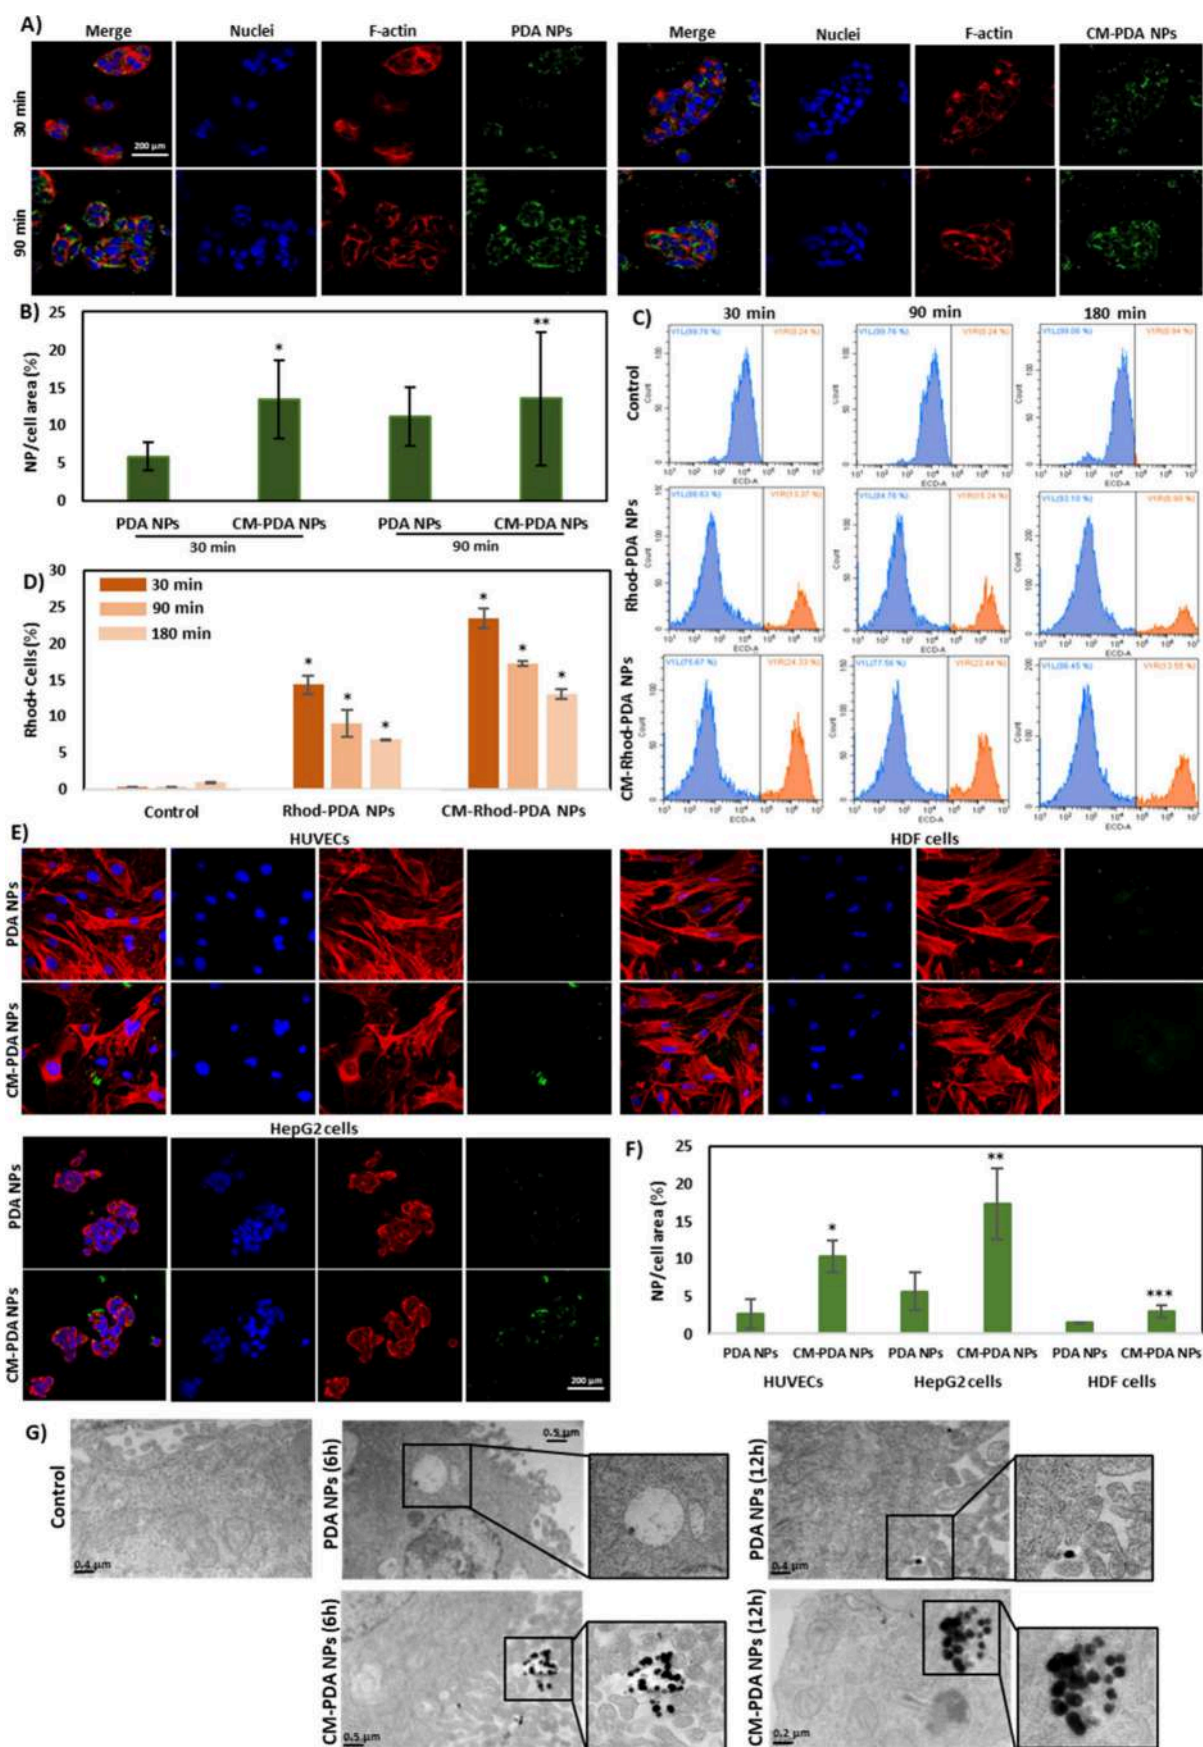 A)
Merge Nuclei F-actin PDA NPs Merge Nuclei F-actin CM-PDA NPs
30 min
200 µm
90 min
B)
NP/cell area (%)
25
20
15
10
5
0
*
**
PDA NPs CM-PDA NPs PDA NPs CM-PDA NPs
30 min 90 min
C)
30 min 90 min 180 min
Control
Rhod-PDA NPs
CM-Rhod-PDA NPs
Count
ECD-A
D)
Rhod+ Cells (%)
30
25
20
15
10
5
0
30 min
90 min
180 min
* * * * * *
Control Rhod-PDA NPs CM-Rhod-PDA NPs
E)
HUVECs HDF cells
PDA NPs
CM-PDA NPs
HepG2 cells
PDA NPs
CM-PDA NPs
200 µm
F)
NP/cell area (%)
25
20
15
10
5
0
*
**
***
PDA NPs CM-PDA NPs PDA NPs CM-PDA NPs PDA NPs CM-PDA NPs
HUVECs HepG2 cells HDF cells
G)
Control
0.4 µm
PDA NPs (6h)
0.5 µm
PDA NPs (12h)
0.4 µm
CM-PDA NPs (6h)
0.5 µm
CM-PDA NPs (12h)
0.2 µm